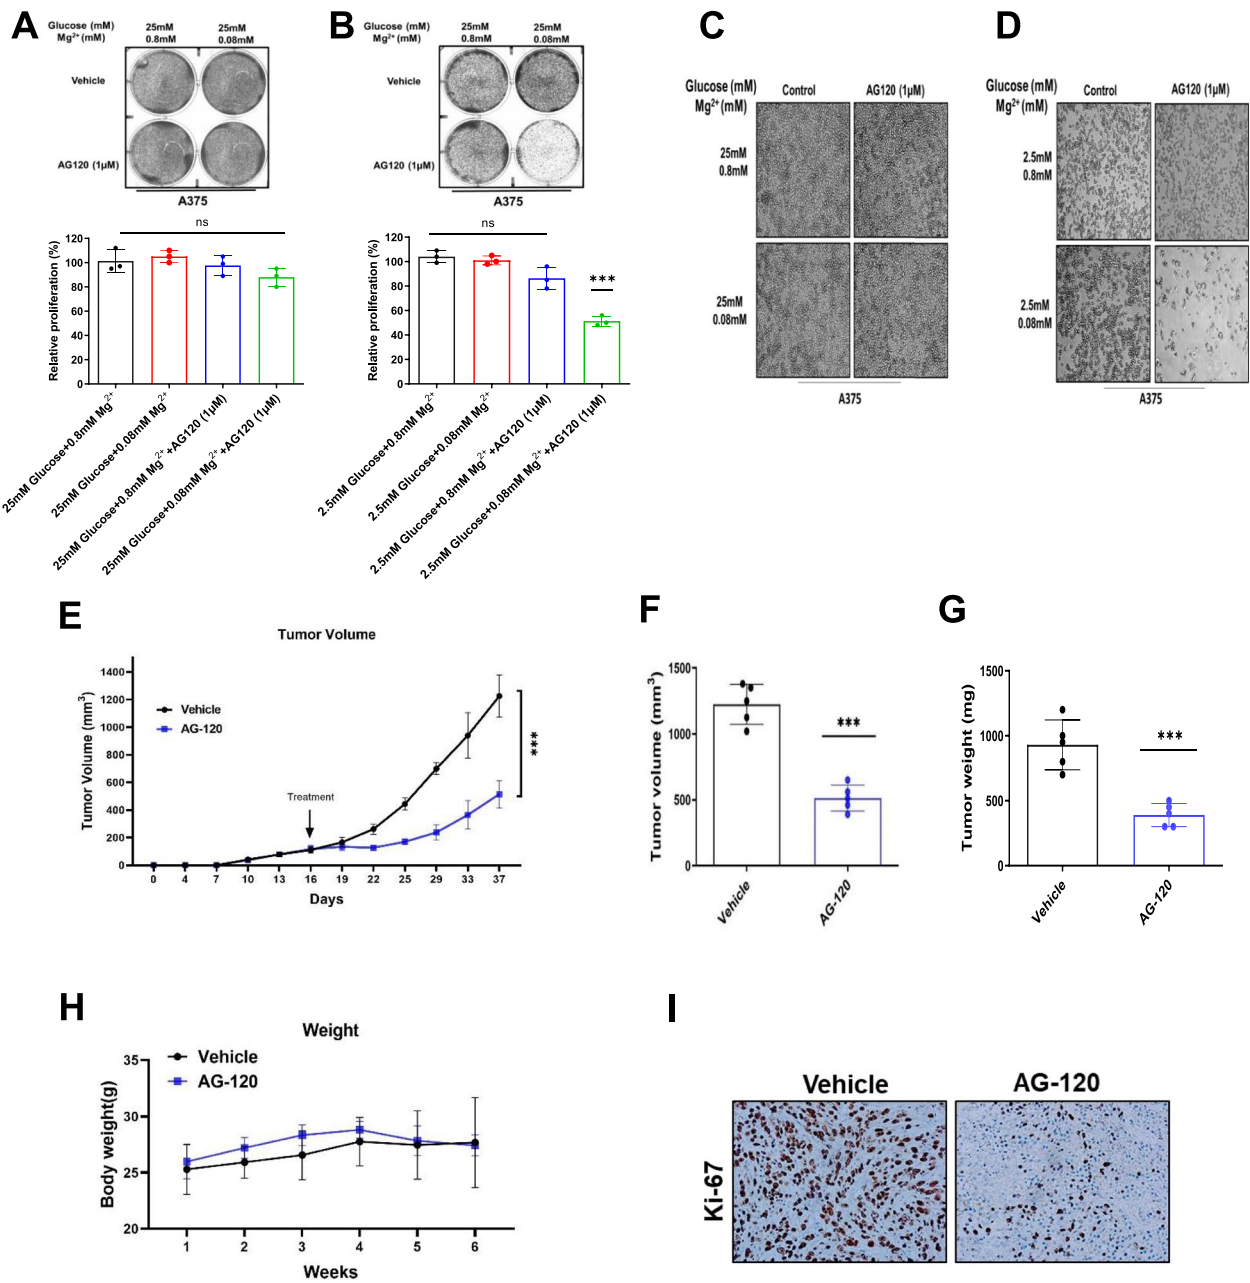 A
Glucose (mM)
Mg2+ (mM)
25mM
0.8mM
25mM
0.08mM
Vehicle
AG120 (1μM)
A375
ns
Relative proliferation (%)
120
100
80
60
40
20
0
25mM Glucose+0.8mM Mg2+
25mM Glucose+0.08mM Mg2+
25mM Glucose+0.8mM Mg2++AG120 (1μM)
25mM Glucose+0.08mM Mg2++AG120 (1μM)
B
Glucose (mM)
Mg2+ (mM)
25mM
0.8mM
25mM
0.08mM
Vehicle
AG120 (1μM)
A375
ns
***
Relative proliferation (%)
120
100
80
60
40
20
0
2.5mM Glucose+0.8mM Mg2+
2.5mM Glucose+0.08mM Mg2+
2.5mM Glucose+0.8mM Mg2++AG120 (1μM)
2.5mM Glucose+0.08mM Mg2++AG120 (1μM)
C
Glucose (mM)
Mg2+ (mM)
Control
AG120 (1μM)
25mM
0.8mM
25mM
0.08mM
A375
D
Glucose (mM)
Mg2+ (mM)
Control
AG120 (1μM)
2.5mM
0.8mM
2.5mM
0.08mM
A375
E
Tumor Volume
Tumor Volume (mm3)
1400
1200
1000
800
600
400
200
0
Vehicle
AG-120
Treatment
***
0 4 7 10 13 16 19 22 25 29 33 37
Days
F
Tumor volume (mm3)
1500
1000
500
0
***
Vehicle
AG-120
G
Tumor weight (mg)
1500
1000
500
0
***
Vehicle
AG-120
H
Weight
Body weight(g)
35
30
25
20
Vehicle
AG-120
1 2 3 4 5 6
Weeks
I
Vehicle
AG-120
Ki-67